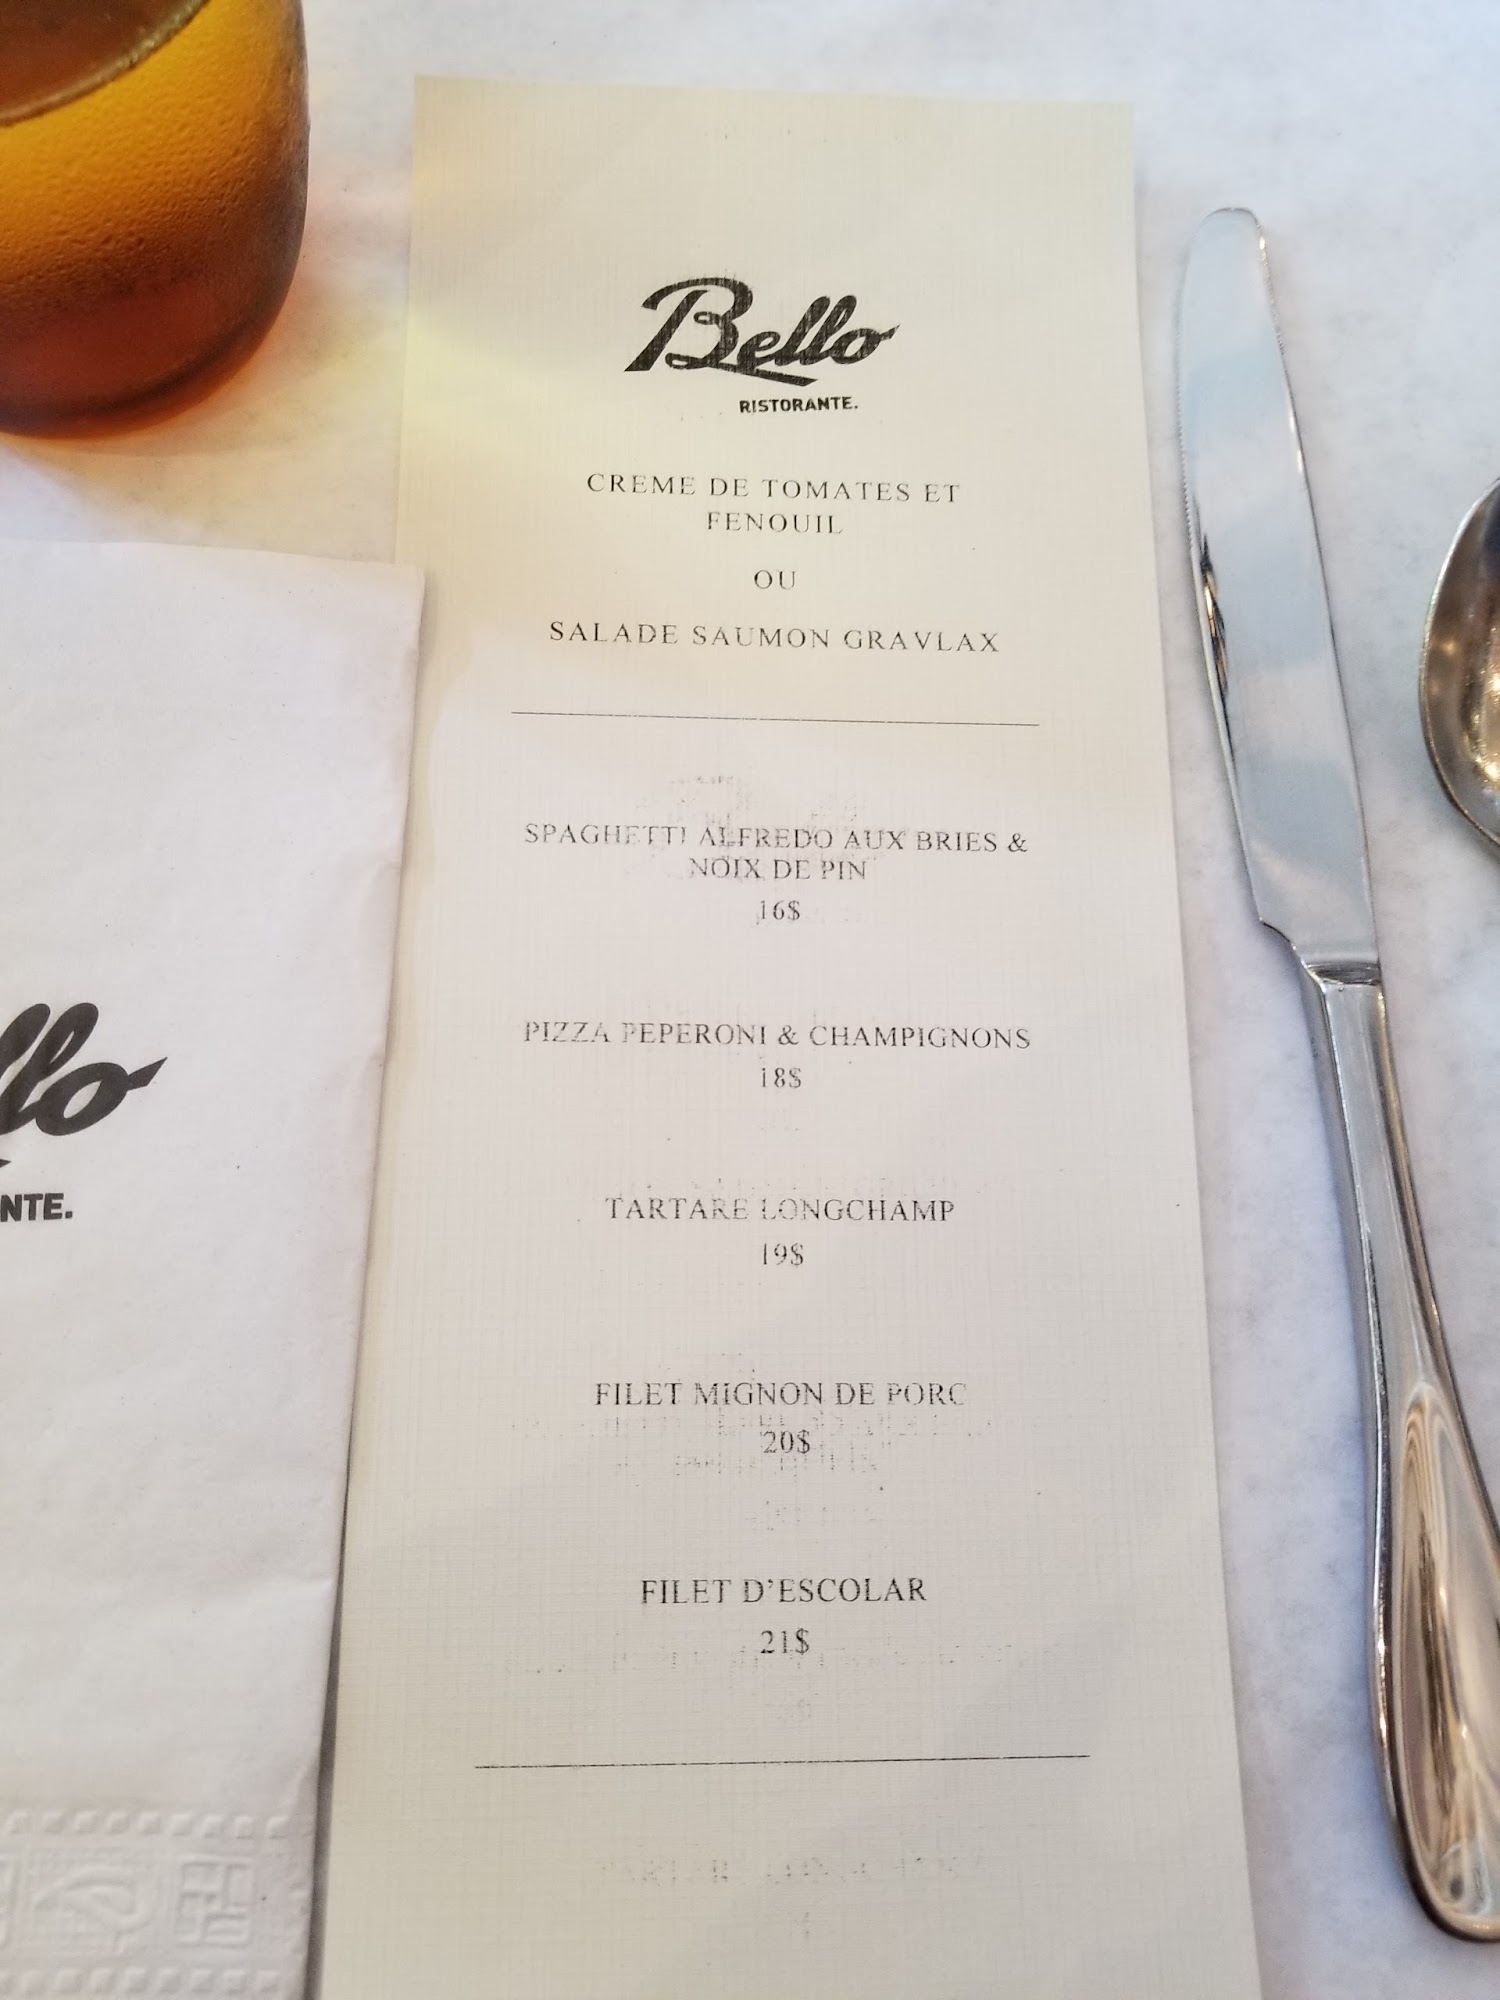 Bello
RISTORANTE.
CREME DE TOMATES ET
FENOUIL
OU
SALADE SAUMON GRAVLAX
SPAGHETTI ALFREDO AUX BRIES &
NOIX DE PIN
16$
PIZZA PEPERONI & CHAMPIGNONS
18$
TARTARE LONGCHAMP
19$
FILET MIGNON DE PORC
20$
FILET D'ESCOLAR
21$
llo
NTE.